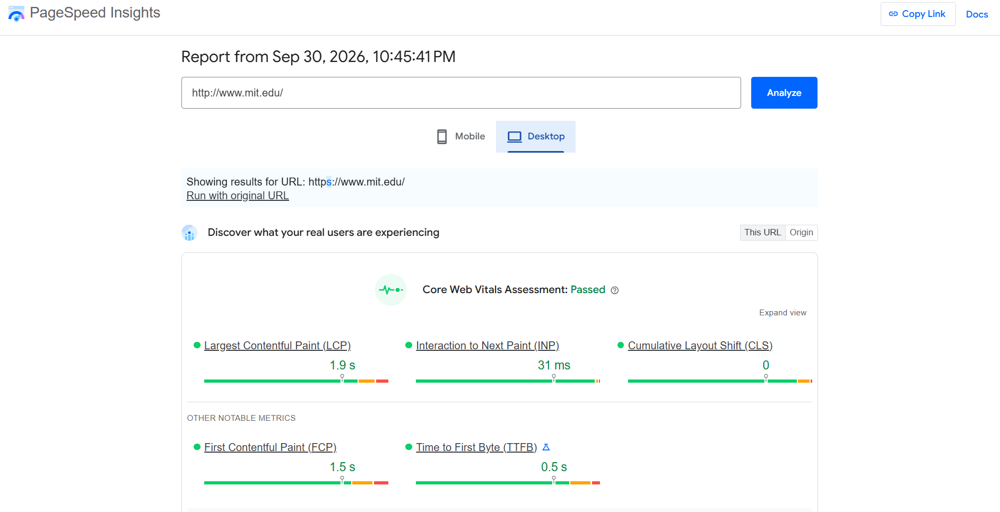 PageSpeed Insights
Copy Link
Docs
Report from Sep 30, 2026, 10:45:41 PM
http://www.mit.edu/
Analyze
Mobile
Desktop
Showing results for URL: https://www.mit.edu/
Run with original URL
Discover what your real users are experiencing
This URL
Origin
Core Web Vitals Assessment: Passed
Expand view
Largest Contentful Paint (LCP)
1.9 s
Interaction to Next Paint (INP)
31 ms
Cumulative Layout Shift (CLS)
0
OTHER NOTABLE METRICS
First Contentful Paint (FCP)
1.5 s
Time to First Byte (TTFB)
0.5 s